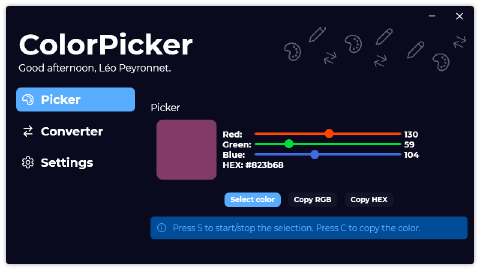 ColorPicker
Good afternoon, Léo Peyronnet.
Picker
Converter
Settings
Picker
Red: 130
Green: 59
Blue: 104
HEX: #823b68
Select color Copy RGB Copy HEX
Press S to start/stop the selection. Press C to copy the color.